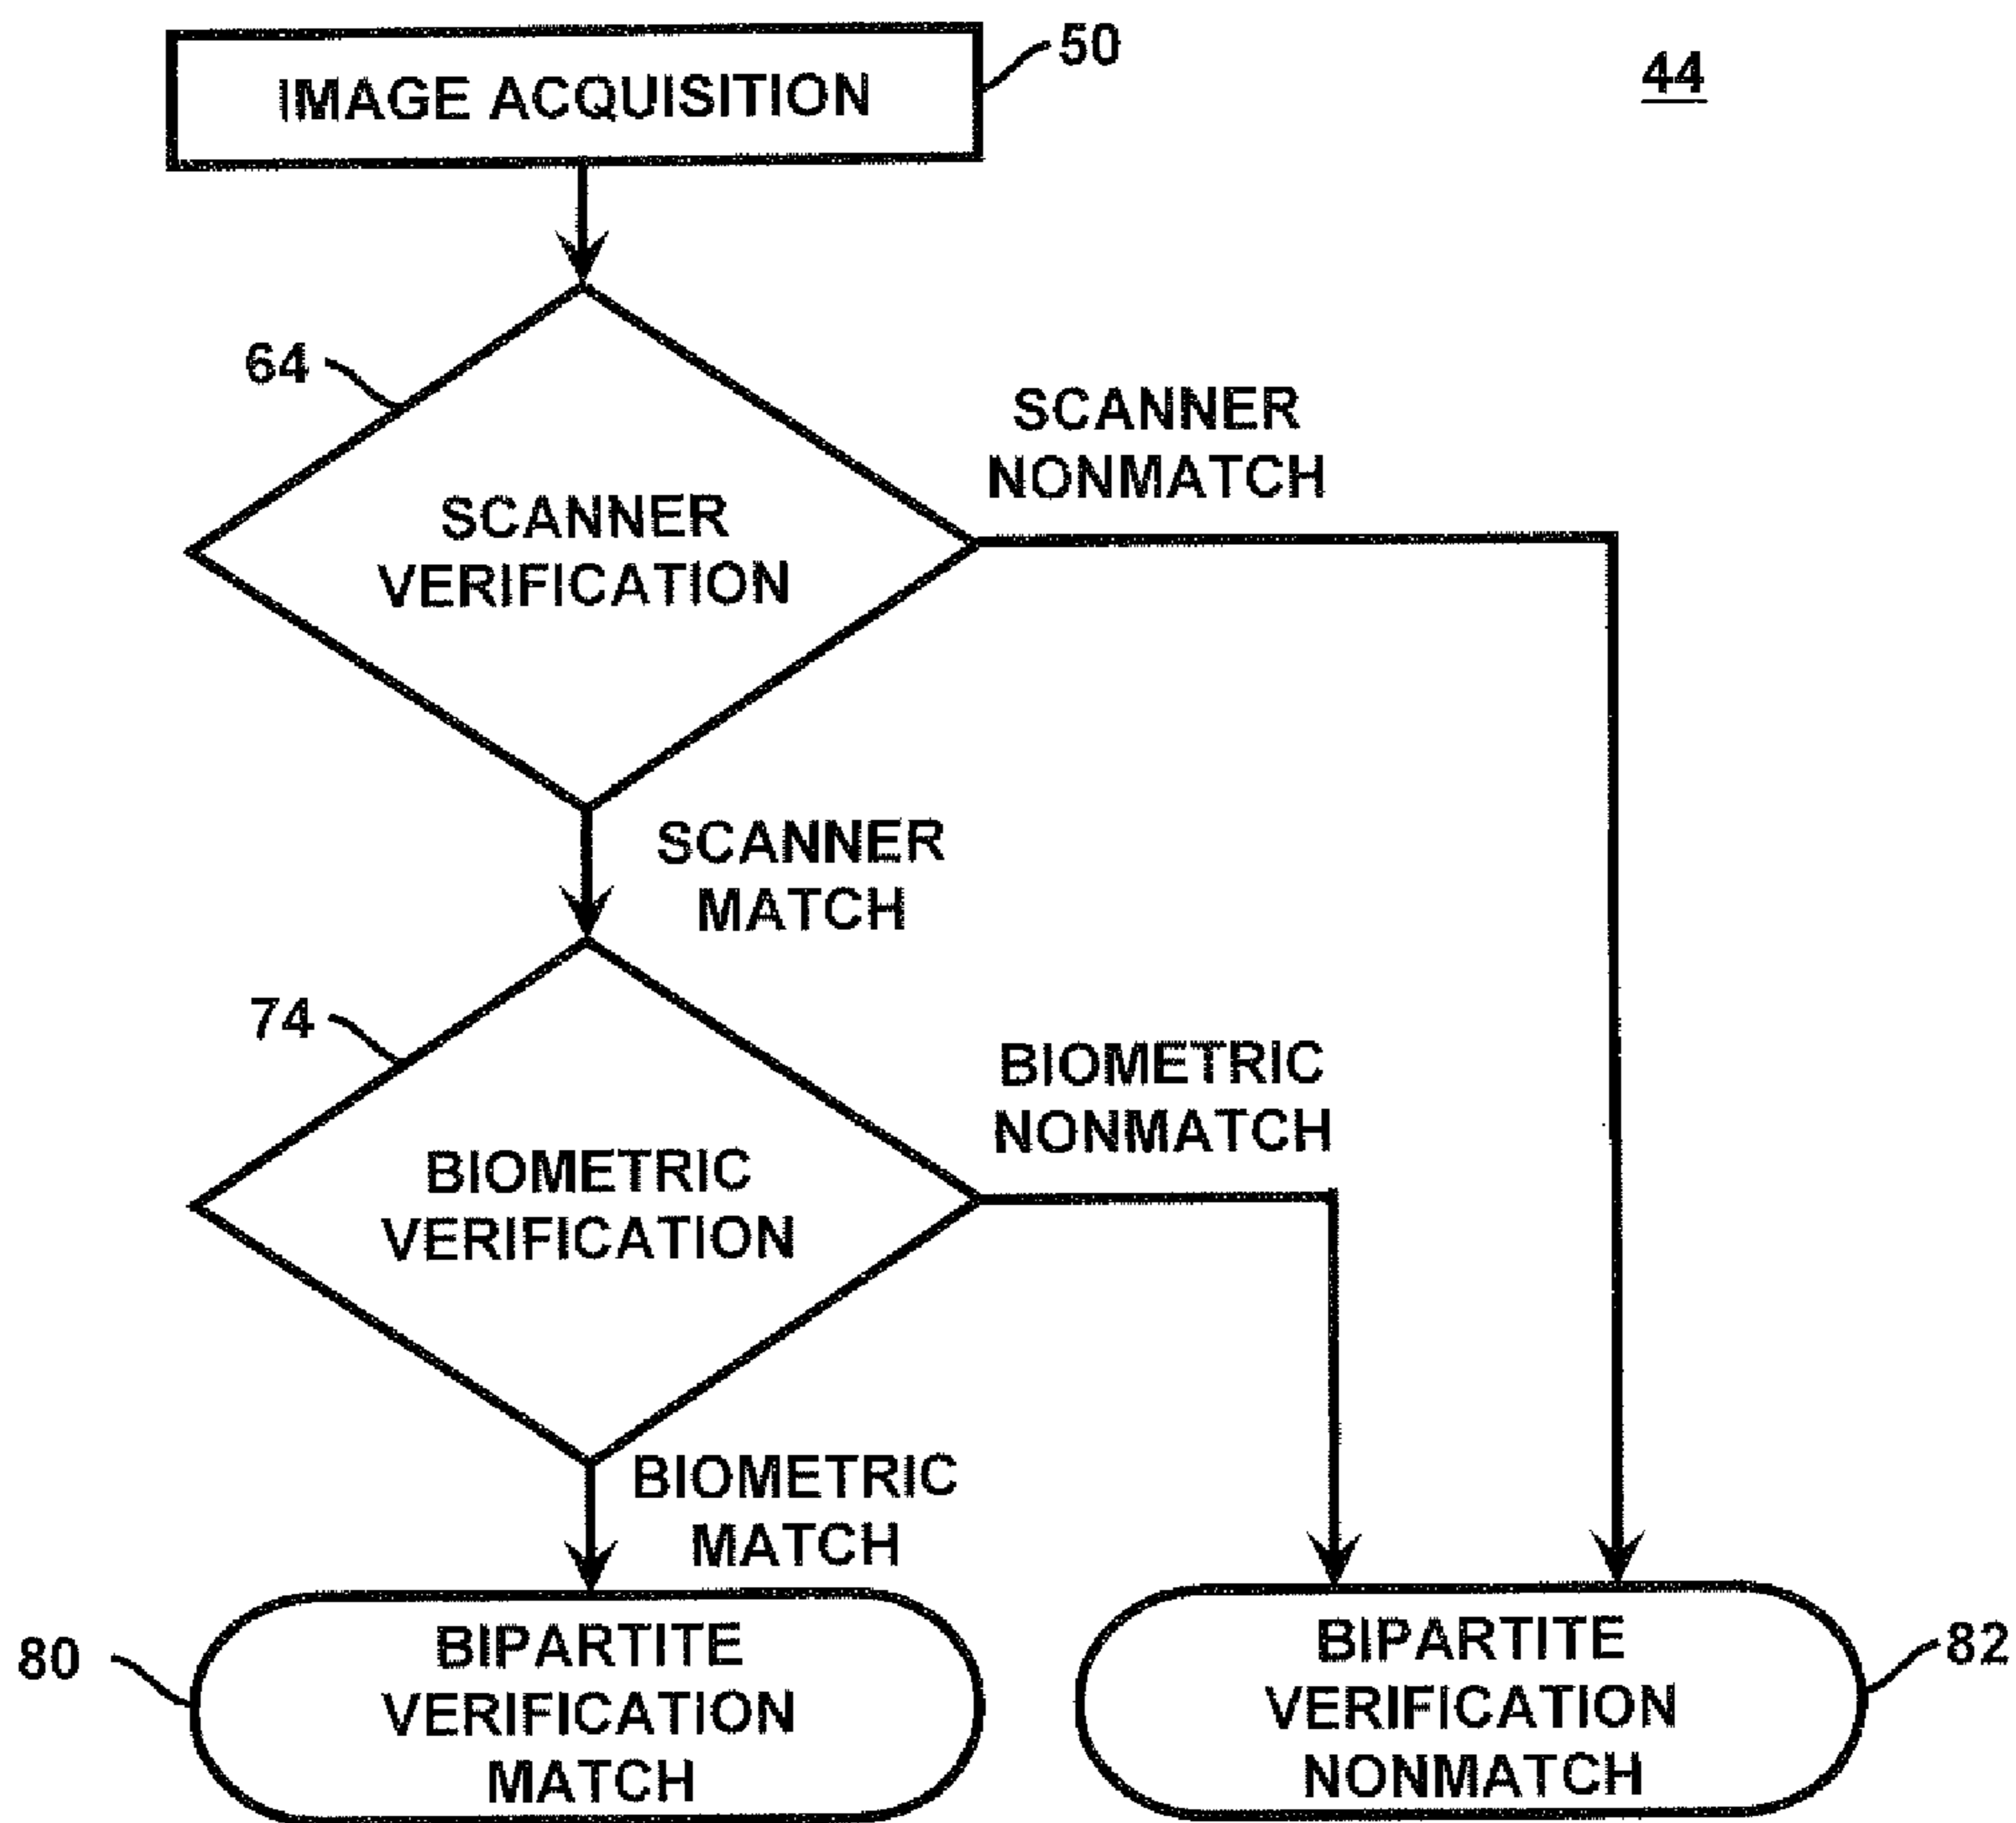 50
44
IMAGE ACQUISITION
64
SCANNER
NONMATCH
SCANNER
VERIFICATION
SCANNER
MATCH
74
BIOMETRIC
NONMATCH
BIOMETRIC
VERIFICATION
BIOMETRIC
MATCH
80
BIPARTITE
VERIFICATION
MATCH
BIPARTITE
VERIFICATION
NONMATCH
82